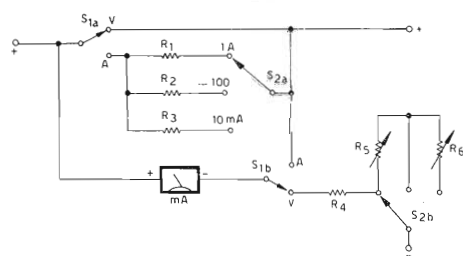 S1a
V
+
+
A
R1
1A
S2a
R2
100
R3
10 mA
A
+
-
mA
S1b
V
R4
R5
R6
S2b